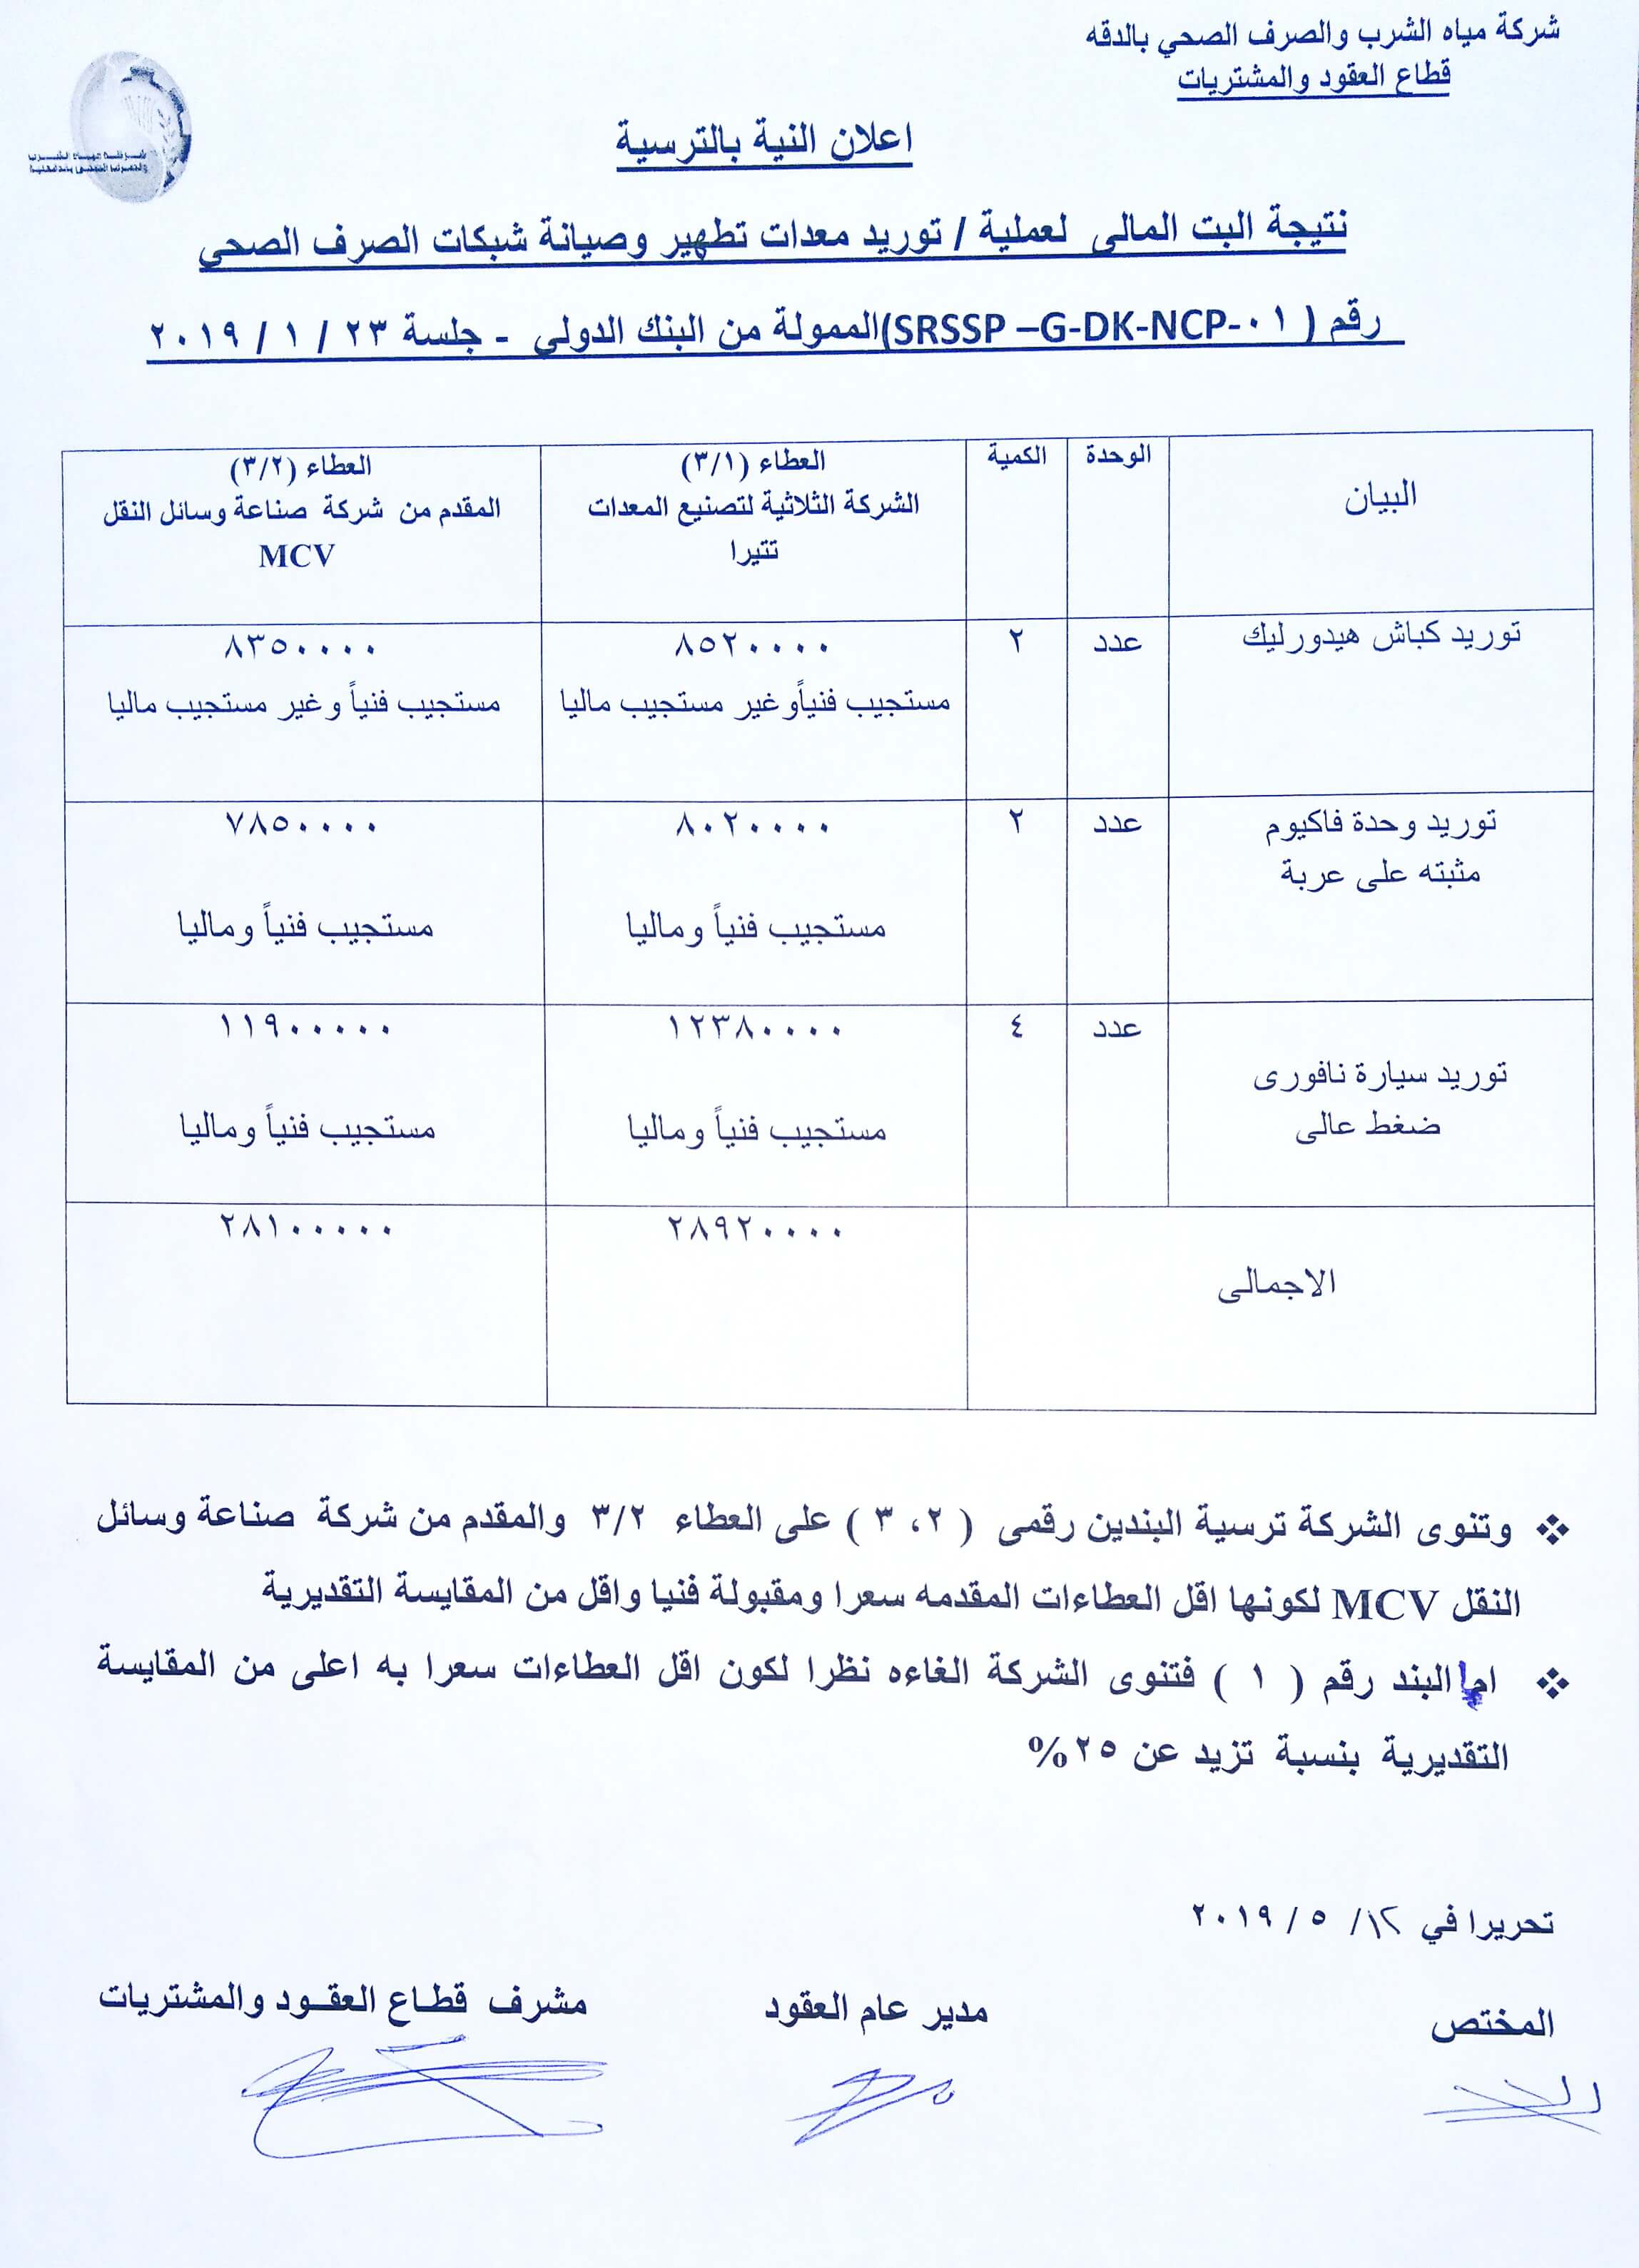 شركة مياه الشرب والصرف الصحي بالدقه
قطاع العقود والمشتريات
شركة مياه الشرب
والصرف الصحى بالدقهلية
اعلان النية بالترسية
نتيجة البت المالى لعملية / توريد معدات تطهير وصيانة شبكات الصرف الصحي
رقم ( SRSSP –G-DK-NCP-٠١)الممولة من البنك الدولي - جلسة ٢٣ / ١ / ٢٠١٩
البيان
الوحدة
الكمية
العطاء (٣/١)
الشركة الثلاثية لتصنيع المعدات
تتيرا
العطاء (٣/٢)
المقدم من شركة صناعة وسائل النقل
MCV
توريد كباش هيدورليك
عدد
٢
٨٥٢٠٠٠٠
مستجيب فنياًوغير مستجيب ماليا
٨٣٥٠٠٠٠
مستجيب فنياً وغير مستجيب ماليا
توريد وحدة فاكيوم
مثبته على عربة
عدد
٢
٨٠٢٠٠٠٠
مستجيب فنياً وماليا
٧٨٥٠٠٠٠
مستجيب فنياً وماليا
توريد سيارة نافورى
ضغط عالى
عدد
٤
١٢٣٨٠٠٠٠
مستجيب فنياً وماليا
١١٩٠٠٠٠٠
مستجيب فنياً وماليا
الاجمالى
٢٨٩٢٠٠٠٠
٢٨١٠٠٠٠٠
❖ وتنوى الشركة ترسية البندين رقمى ( ٢، ٣ ) على العطاء ٣/٢ والمقدم من شركة صناعة وسائل
النقل MCV لكونها اقل العطاءات المقدمه سعرا ومقبولة فنيا واقل من المقايسة التقديرية
❖ اما البند رقم ( ١ ) فتنوى الشركة الغاءه نظرا لكون اقل العطاءات سعرا به اعلى من المقايسة
التقديرية بنسبة تزيد عن ٢٥%
تحريرا في ١٢/ ٥ / ٢٠١٩
المختص
مدير عام العقود
مشرف قطاع العقود والمشتريات